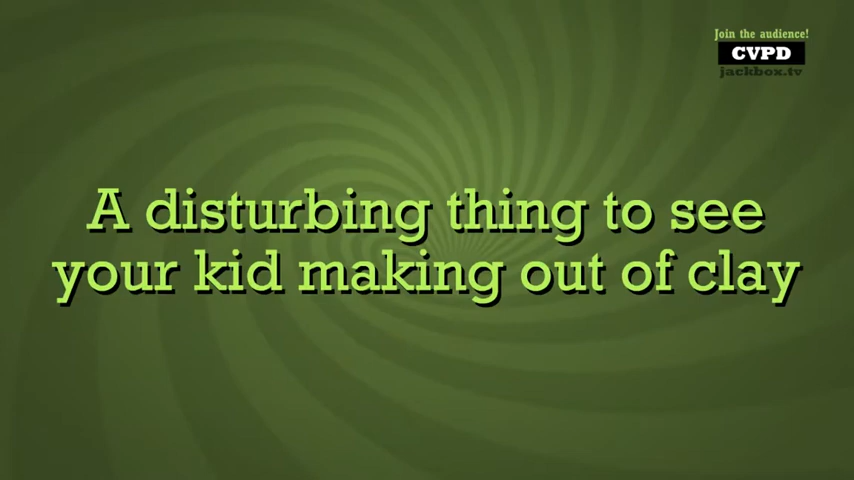 Join the audience!
CVPD
jackbox.tv
A disturbing thing to see
your kid making out of clay